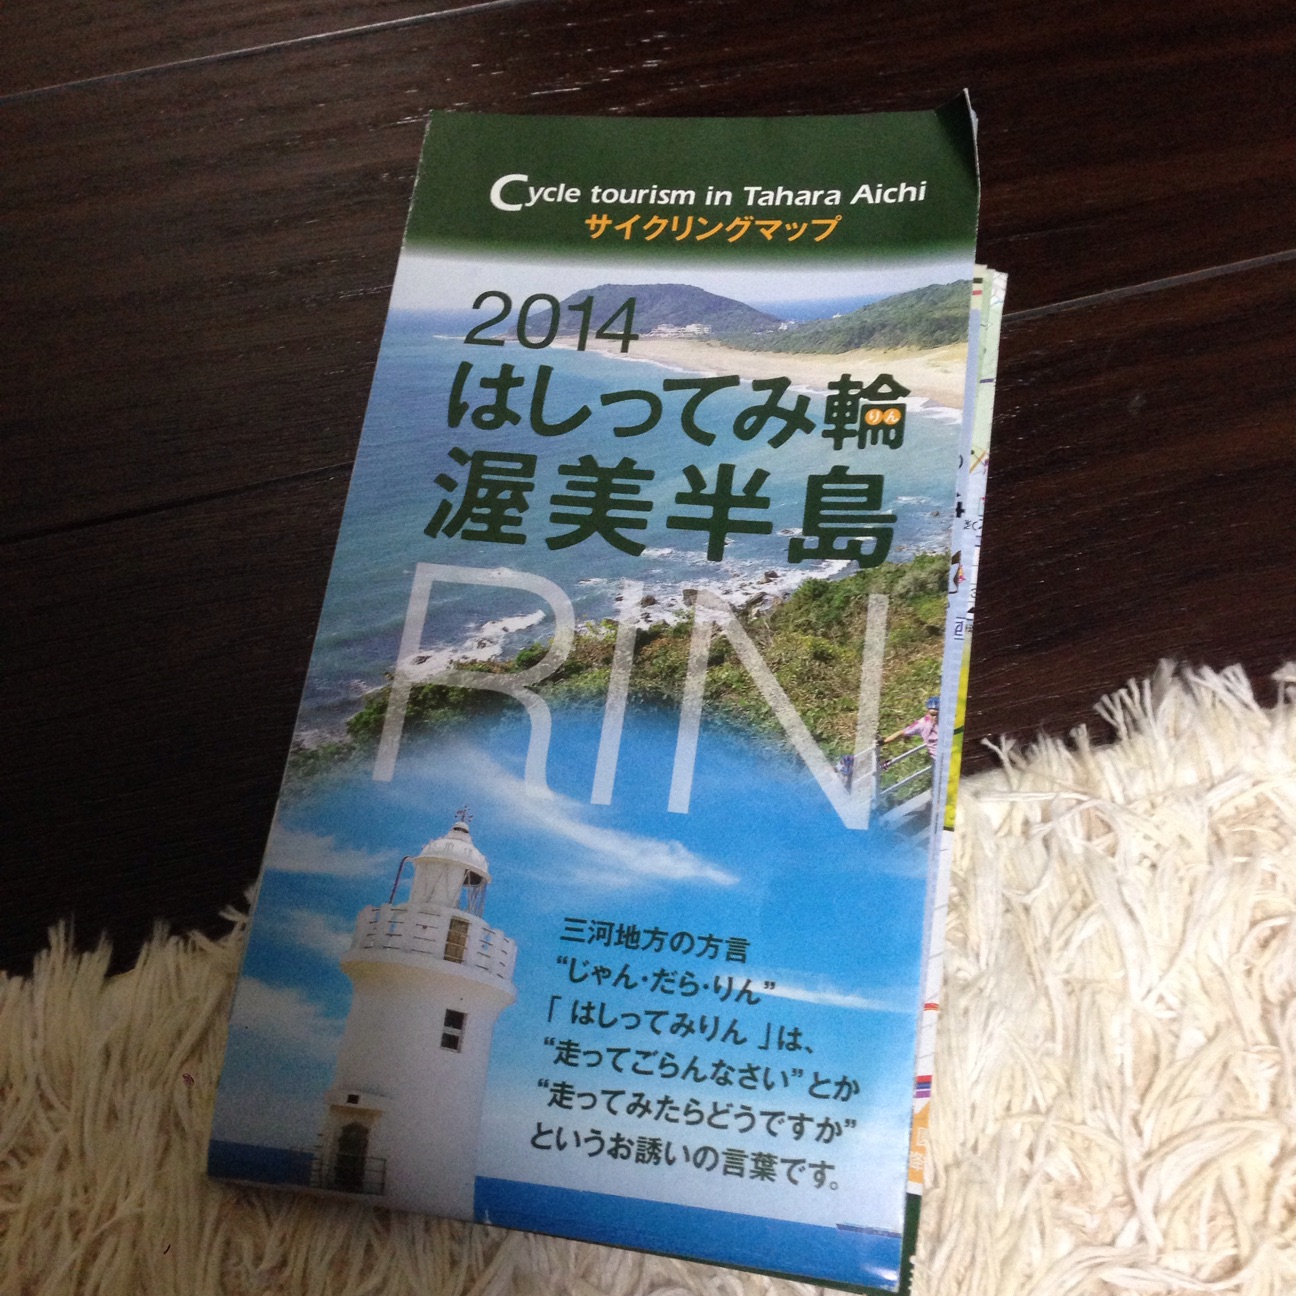 Cycle tourism in Tahara Aichi
サイクリングマップ
2014
はしってみ輪
りん
渥美半島
RIN
三河地方の方言
“じゃん・だら・りん”
「はしってみりん」は、
“走ってごらんなさい”とか
“走ってみたらどうですか”
というお誘いの言葉です。